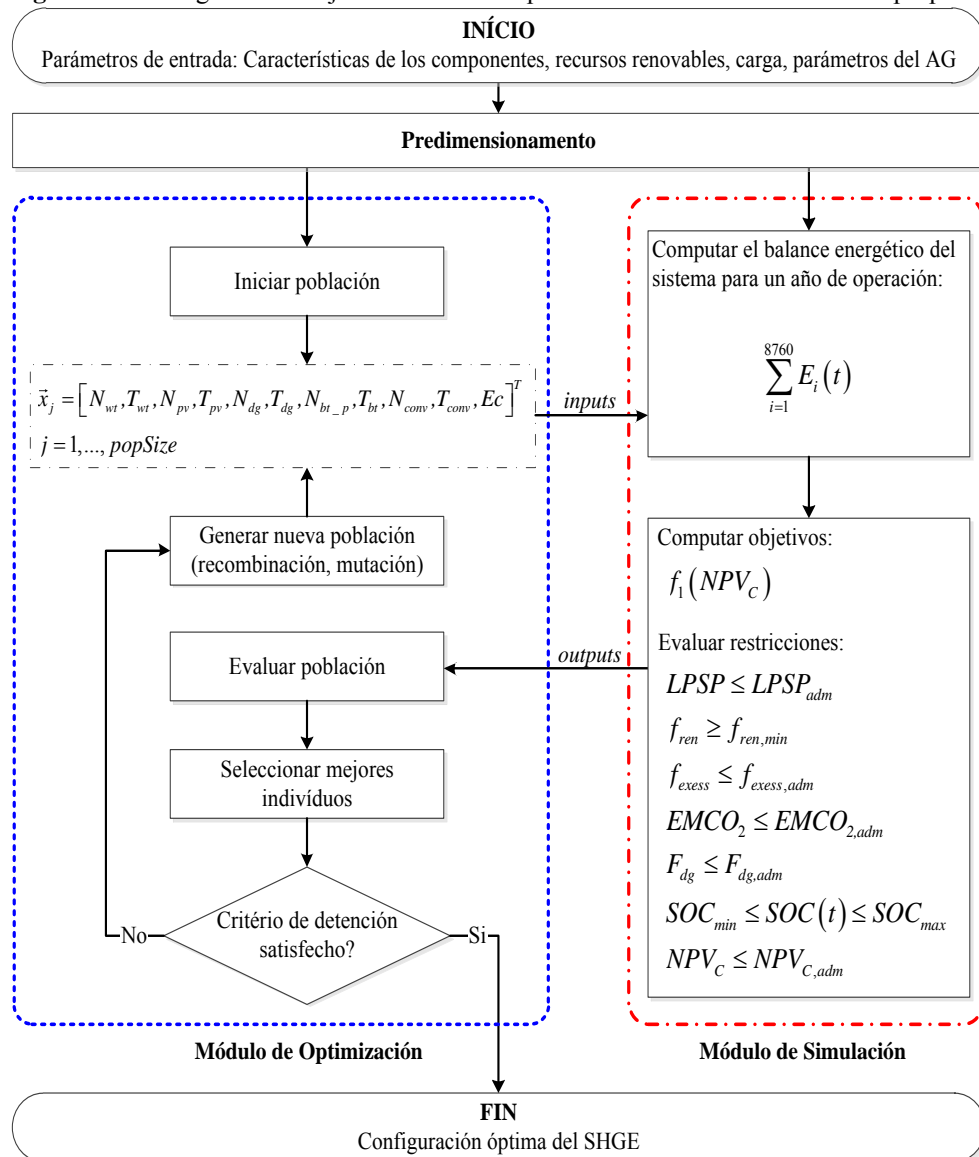 INÍCIO
Parámetros de entrada: Características de los componentes, recursos renovables, carga, parámetros del AG
Predimensionamento
Iniciar población
x⃗_j = [N_wt, T_wt, N_pv, T_pv, N_dg, T_dg, N_bt_p, T_bt, N_conv, T_conv, Ec]^T
j = 1,..., popSize
inputs
Generar nueva población
(recombinación, mutación)
Evaluar población
outputs
Seleccionar mejores
indivíduos
Critério de detención
satisfecho?
No
Si
Módulo de Optimización
Computar el balance energético del
sistema para un año de operación:
8760
∑ E_i(t)
i=1
Computar objetivos:
f_1(NPV_C)
Evaluar restricciones:
LPSP ≤ LPSP_adm
f_ren ≥ f_ren,min
f_exess ≤ f_exess,adm
EMCO_2 ≤ EMCO_2,adm
F_dg ≤ F_dg,adm
SOC_min ≤ SOC(t) ≤ SOC_max
NPV_C ≤ NPV_C,adm
Módulo de Simulación
FIN
Configuración óptima del SHGE